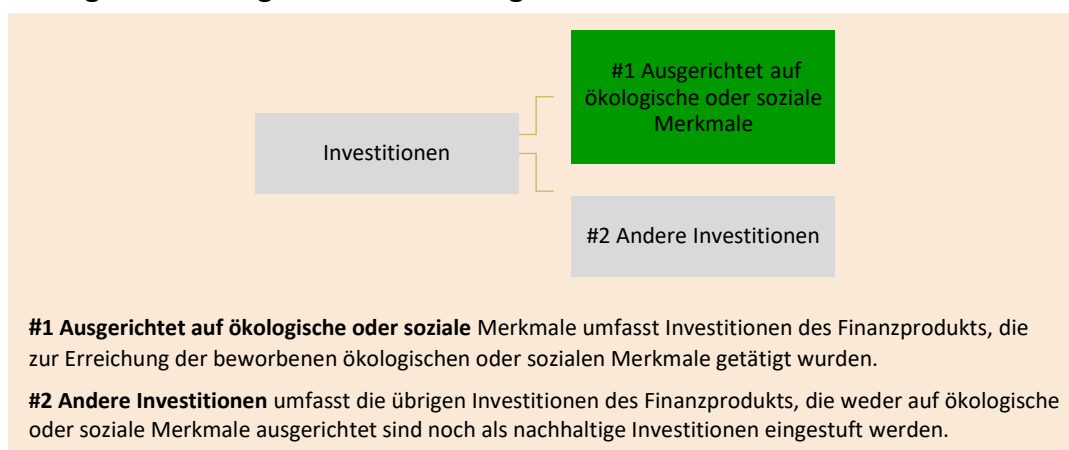 #1 Ausgerichtet auf
ökologische oder soziale
Merkmale
Investitionen
#2 Andere Investitionen
#1 Ausgerichtet auf ökologische oder soziale Merkmale umfasst Investitionen des Finanzprodukts, die
zur Erreichung der beworbenen ökologischen oder sozialen Merkmale getätigt wurden.
#2 Andere Investitionen umfasst die übrigen Investitionen des Finanzprodukts, die weder auf ökologische
oder soziale Merkmale ausgerichtet sind noch als nachhaltige Investitionen eingestuft werden.